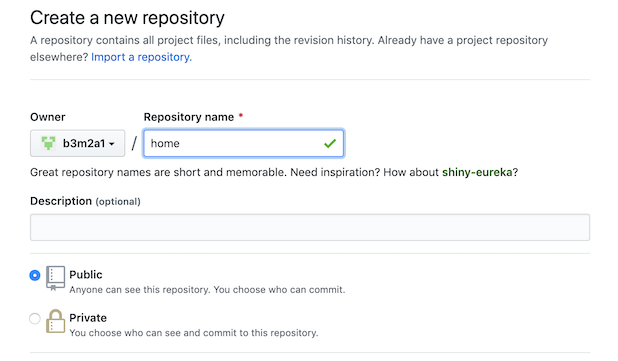 Create a new repository
A repository contains all project files, including the revision history. Already have a project repository
elsewhere? Import a repository.
Owner
Repository name *
b3m2a1
/
home
Great repository names are short and memorable. Need inspiration? How about shiny-eureka?
Description (optional)
Public
Anyone can see this repository. You choose who can commit.
Private
You choose who can see and commit to this repository.